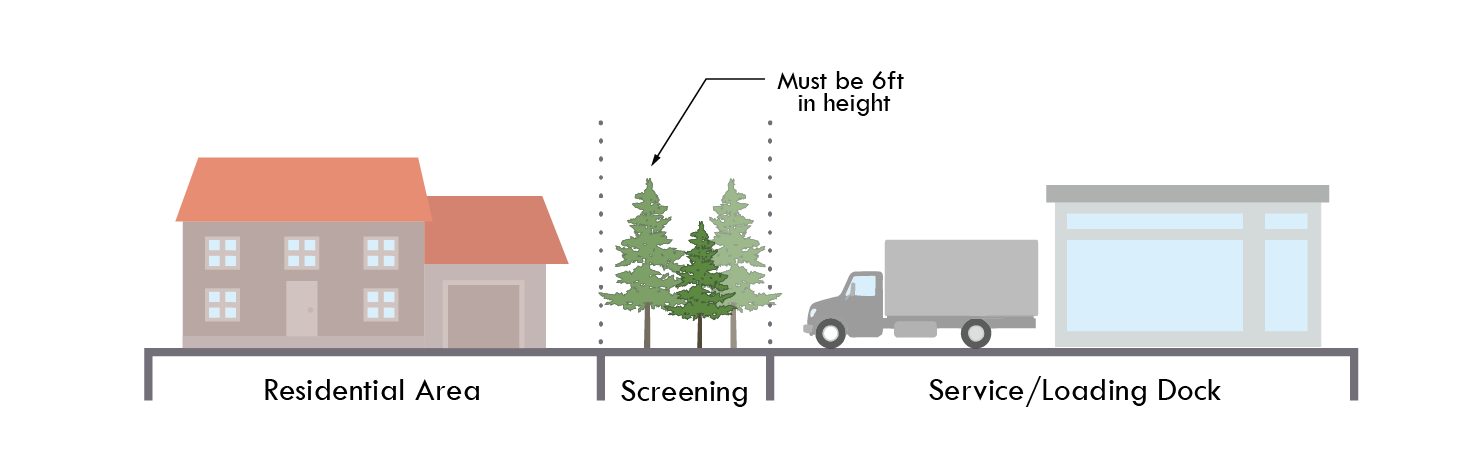 Must be 6ft
in height
Residential Area
Screening
Service/Loading Dock